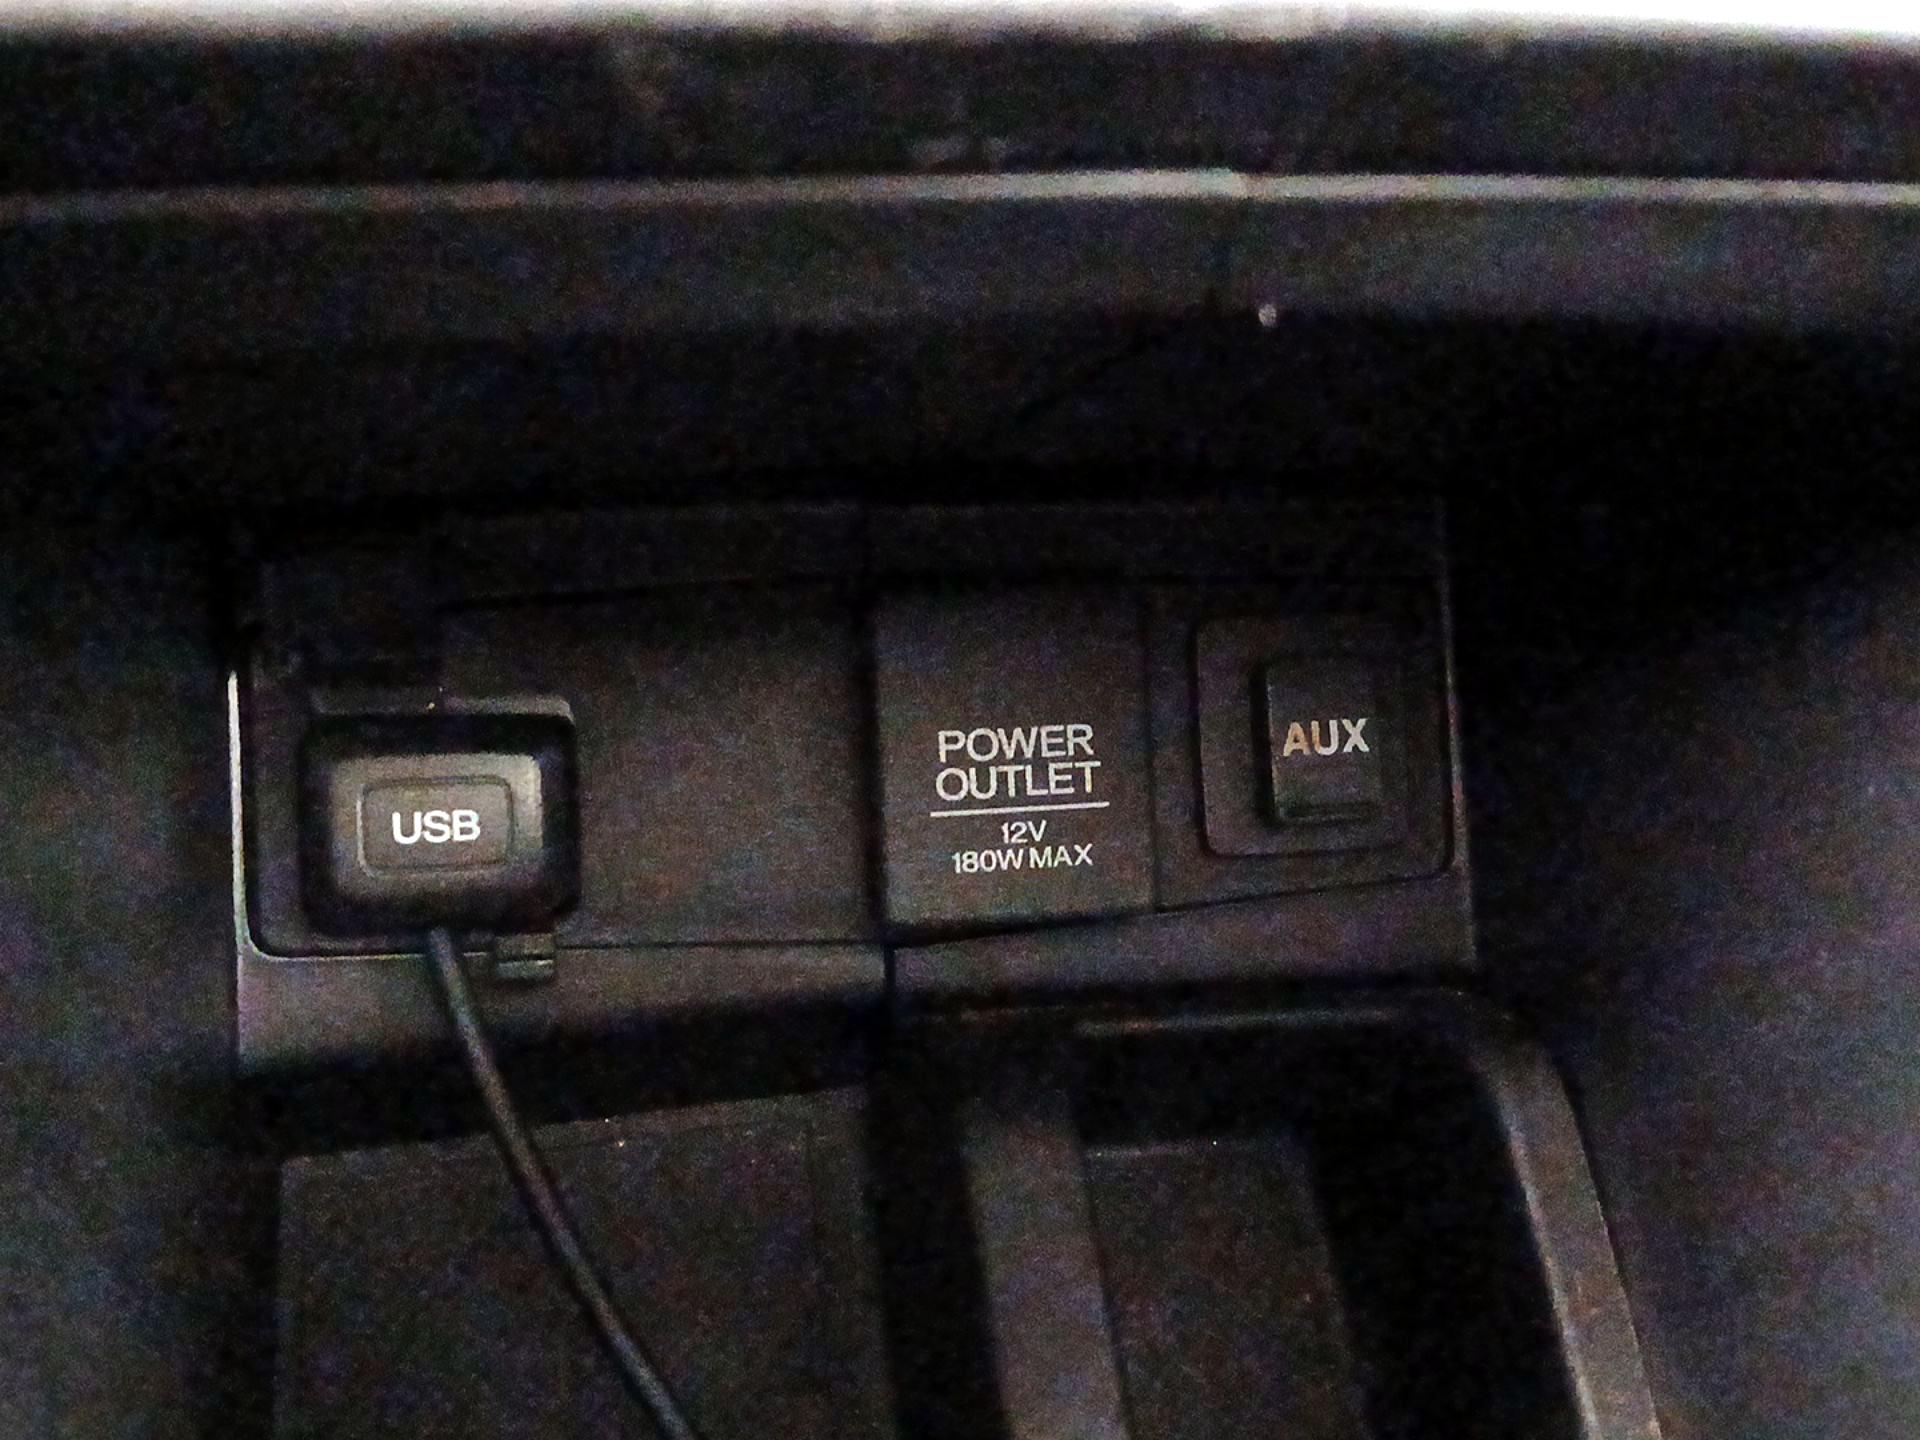 USB
POWER
OUTLET
12V
180W MAX
AUX